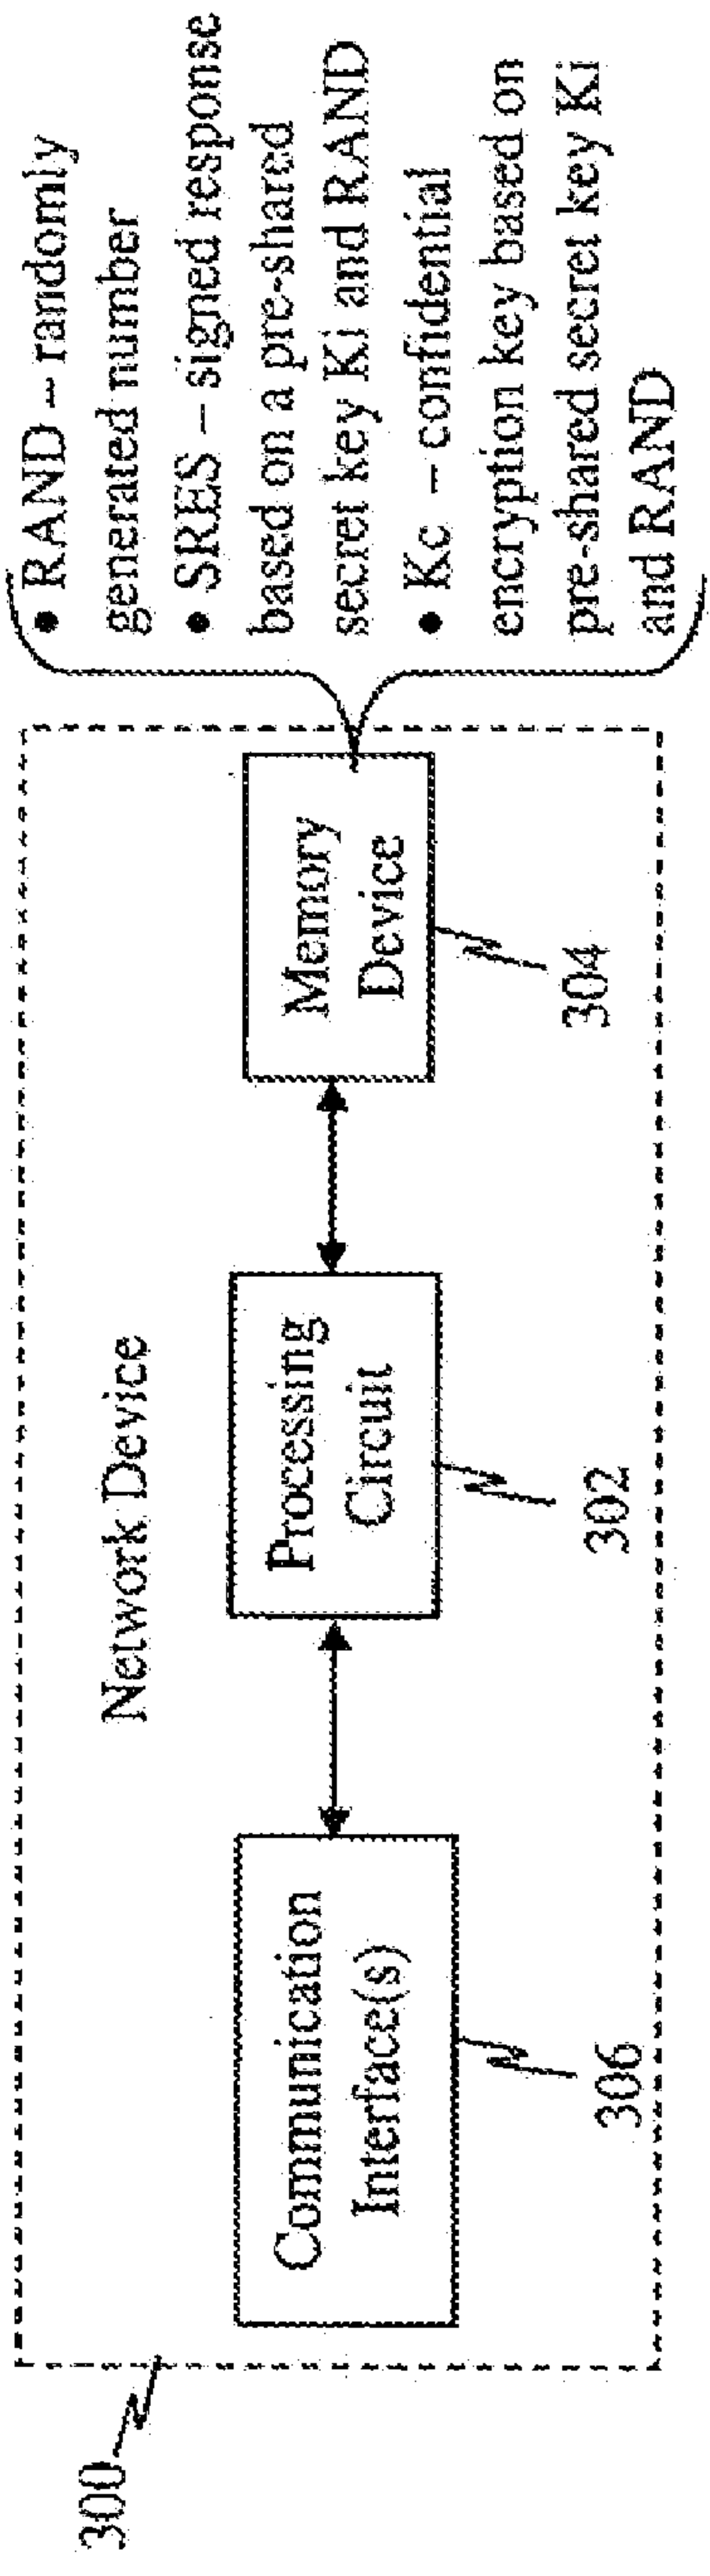 300
Network Device
Communication
Interface(s)
306
Processing
Circuit
302
Memory
Device
304
• RAND – randomly
generated number
• SRES – signed response
based on a pre-shared
secret key Ki and RAND
• Kc – confidential
encryption key based on
pre-shared secret key Ki
and RAND